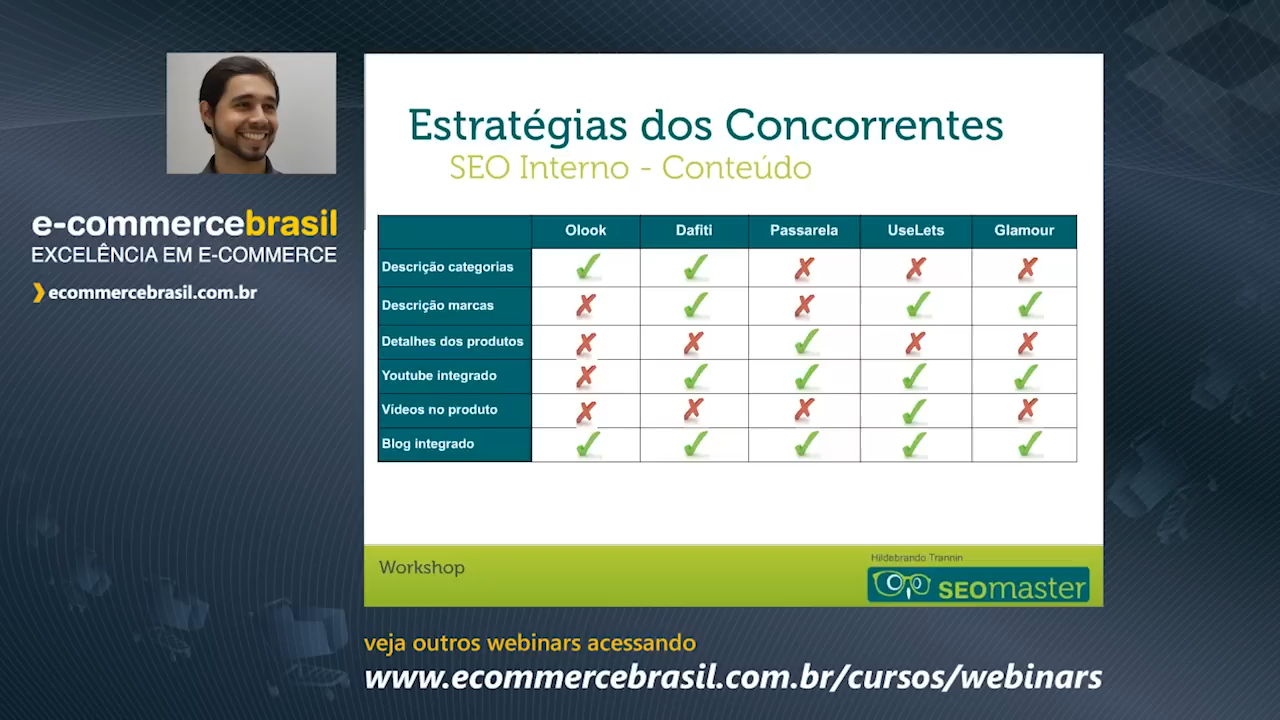 e-commercebrasil
EXCELÊNCIA EM E-COMMERCE
ecommercebrasil.com.br
Estratégias dos Concorrentes
SEO Interno - Conteúdo
Olook Dafiti Passarela UseLets Glamour
Descrição categorias
Descrição marcas
Detalhes dos produtos
Youtube integrado
Vídeos no produto
Blog integrado
Workshop
Hildebrando Trannin
SEOmaster
veja outros webinars acessando
www.ecommercebrasil.com.br/cursos/webinars